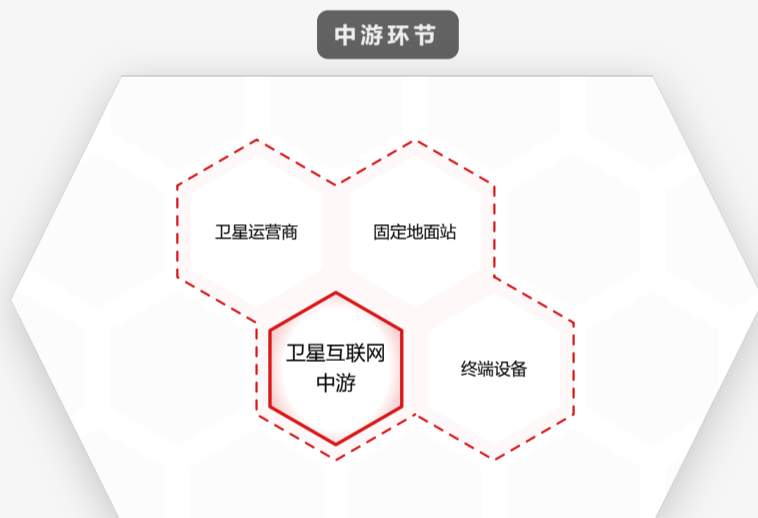 中游环节
卫星运营商
固定地面站
卫星互联网
中游
终端设备